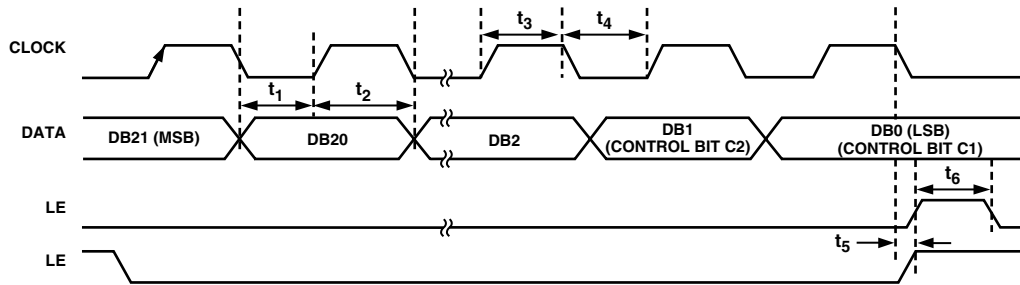 t3
t4
CLOCK
t1
t2
DATA
DB21 (MSB)
DB20
DB2
DB1
(CONTROL BIT C2)
DB0 (LSB)
(CONTROL BIT C1)
t6
LE
t5
LE